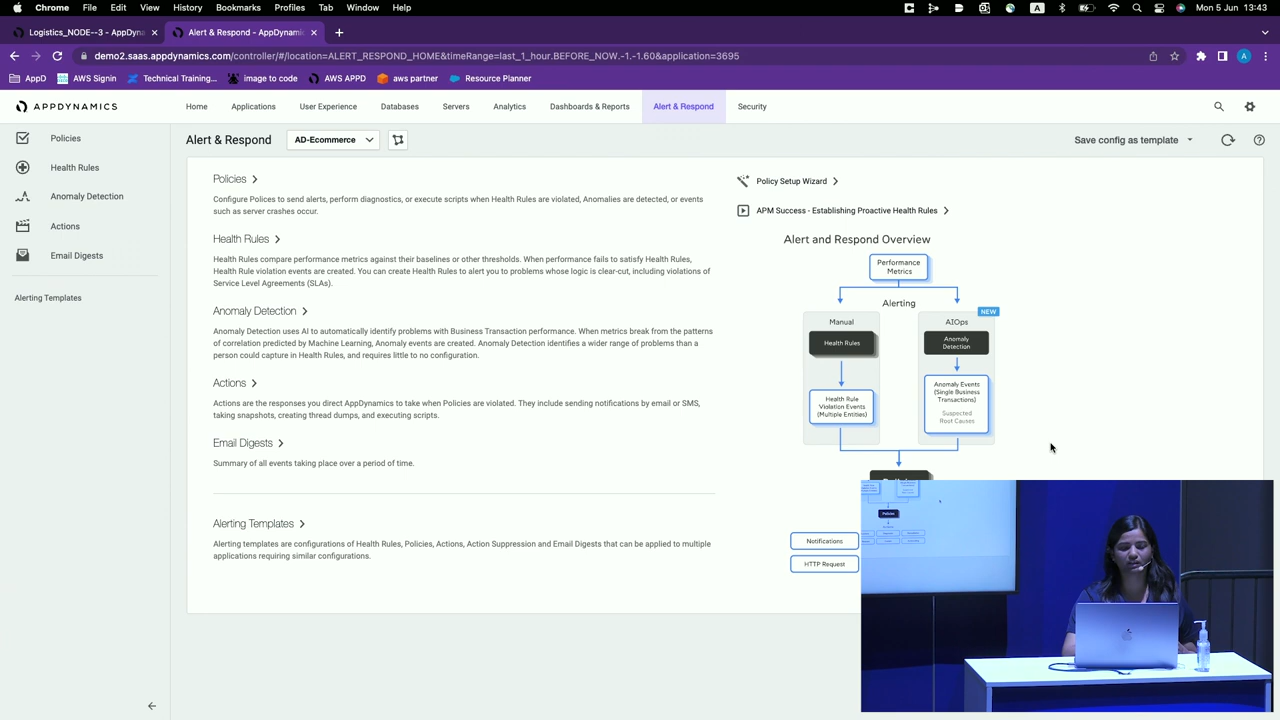 Chrome File Edit View History Bookmarks Profiles Tab Window Help
A
Mon 5 Jun 13:43
Logistics_NODE--3 - AppDyna
Alert & Respond - AppDynamic
demo2.saas.appdynamics.com/controller/#/location=ALERT_RESPOND_HOME&timeRange=last_1_hour.BEFORE_NOW.-1.-1.60&application=3695
A
AppD
AWS Signin
Technical Training...
image to code
AWS APPD
aws partner
Resource Planner
APPDYNAMICS
Home
Applications
User Experience
Databases
Servers
Analytics
Dashboards & Reports
Alert & Respond
Security
Policies
Health Rules
Anomaly Detection
Actions
Email Digests
Alerting Templates
Alert & Respond
AD-Ecommerce
Save config as template
Policies
Configure Polices to send alerts, perform diagnostics, or execute scripts when Health Rules are violated, Anomalies are detected, or events
such as server crashes occur.
Health Rules
Health Rules compare performance metrics against their baselines or other thresholds. When performance fails to satisfy Health Rules,
Health Rule violation events are created. You can create Health Rules to alert you to problems whose logic is clear-cut, including violations of
Service Level Agreements (SLAs).
Anomaly Detection
Anomaly Detection uses AI to automatically identify problems with Business Transaction performance. When metrics break from the patterns
of correlation predicted by Machine Learning, Anomaly events are created. Anomaly Detection identifies a wider range of problems than a
person could capture in Health Rules, and requires little to no configuration.
Actions
Actions are the responses you direct AppDynamics to take when Policies are violated. They include sending notifications by email or SMS,
taking snapshots, creating thread dumps, and executing scripts.
Email Digests
Summary of all events taking place over a period of time.
Alerting Templates
Alerting templates are configurations of Health Rules, Policies, Actions, Action Suppression and Email Digests that can be applied to multiple
applications requiring similar configurations.
Policy Setup Wizard
APM Success - Establishing Proactive Health Rules
Alert and Respond Overview
Performance
Metrics
Alerting
NEW
Manual
Health Rules
Health Rule
Violation Events
(Multiple Entities)
AIOps
Anomaly
Detection
Anomaly Events
(Single Business
Transactions)
Suspected
Root Causes
Notifications
HTTP Request
Policies